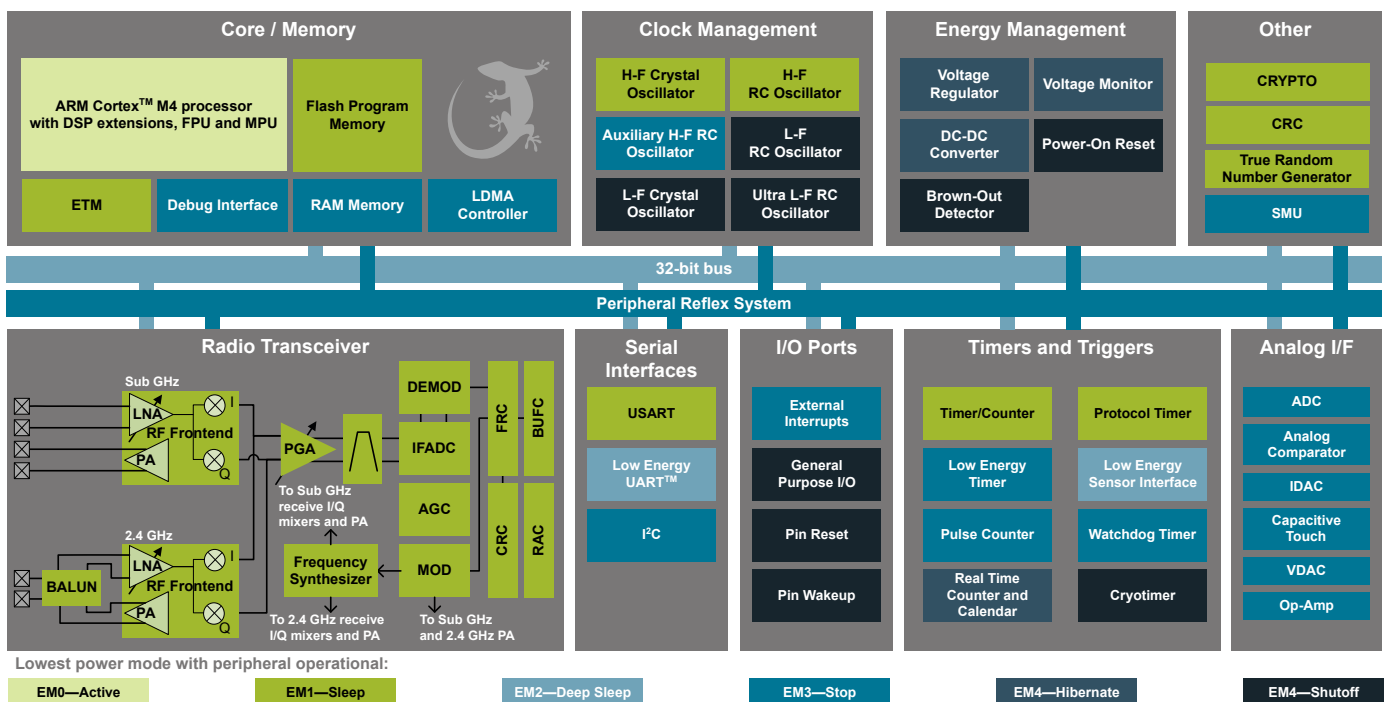 Core / Memory
ARM Cortex™ M4 processor
with DSP extensions, FPU and MPU
Flash Program
Memory
ETM
Debug Interface
RAM Memory
LDMA
Controller
Clock Management
H-F Crystal
Oscillator
H-F
RC Oscillator
Auxiliary H-F RC
Oscillator
L-F
RC Oscillator
L-F Crystal
Oscillator
Ultra L-F RC
Oscillator
Energy Management
Voltage
Regulator
Voltage Monitor
DC-DC
Converter
Power-On Reset
Brown-Out
Detector
Other
CRYPTO
CRC
True Random
Number Generator
SMU
32-bit bus
Peripheral Reflex System
Radio Transceiver
Sub GHz
LNA
I
RF Frontend
PA
Q
2.4 GHz
LNA
I
BALUN
RF Frontend
PA
Q
PGA
To Sub GHz
receive I/Q
mixers and PA
Frequency
Synthesizer
To 2.4 GHz receive
I/Q mixers and PA
DEMOD
IFADC
AGC
MOD
To Sub GHz
and 2.4 GHz PA
FRC
BUFC
CRC
RAC
Serial
Interfaces
USART
Low Energy
UART™
I²C
I/O Ports
External
Interrupts
General
Purpose I/O
Pin Reset
Pin Wakeup
Timers and Triggers
Timer/Counter
Protocol Timer
Low Energy
Timer
Low Energy
Sensor Interface
Pulse Counter
Watchdog Timer
Real Time
Counter and
Calendar
Cryotimer
Analog I/F
ADC
Analog
Comparator
IDAC
Capacitive
Touch
VDAC
Op-Amp
Lowest power mode with peripheral operational:
EM0—Active
EM1—Sleep
EM2—Deep Sleep
EM3—Stop
EM4—Hibernate
EM4—Shutoff